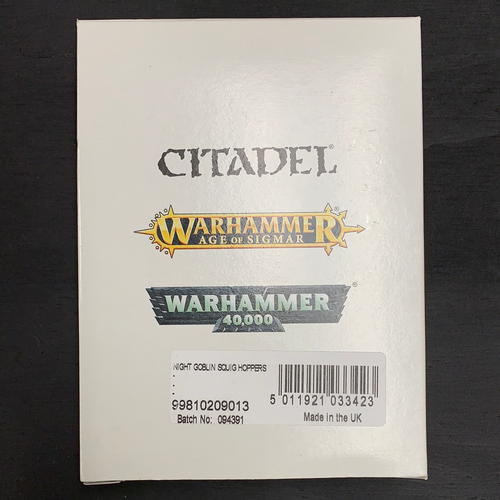 CITADEL®
WARHAMMER®
AGE OF SIGMAR
WARHAMMER®
40,000
NIGHT GOBLIN SQUIG HOPPERS
99810209013
Batch No: 094391
5 011921 033423
Made in the UK